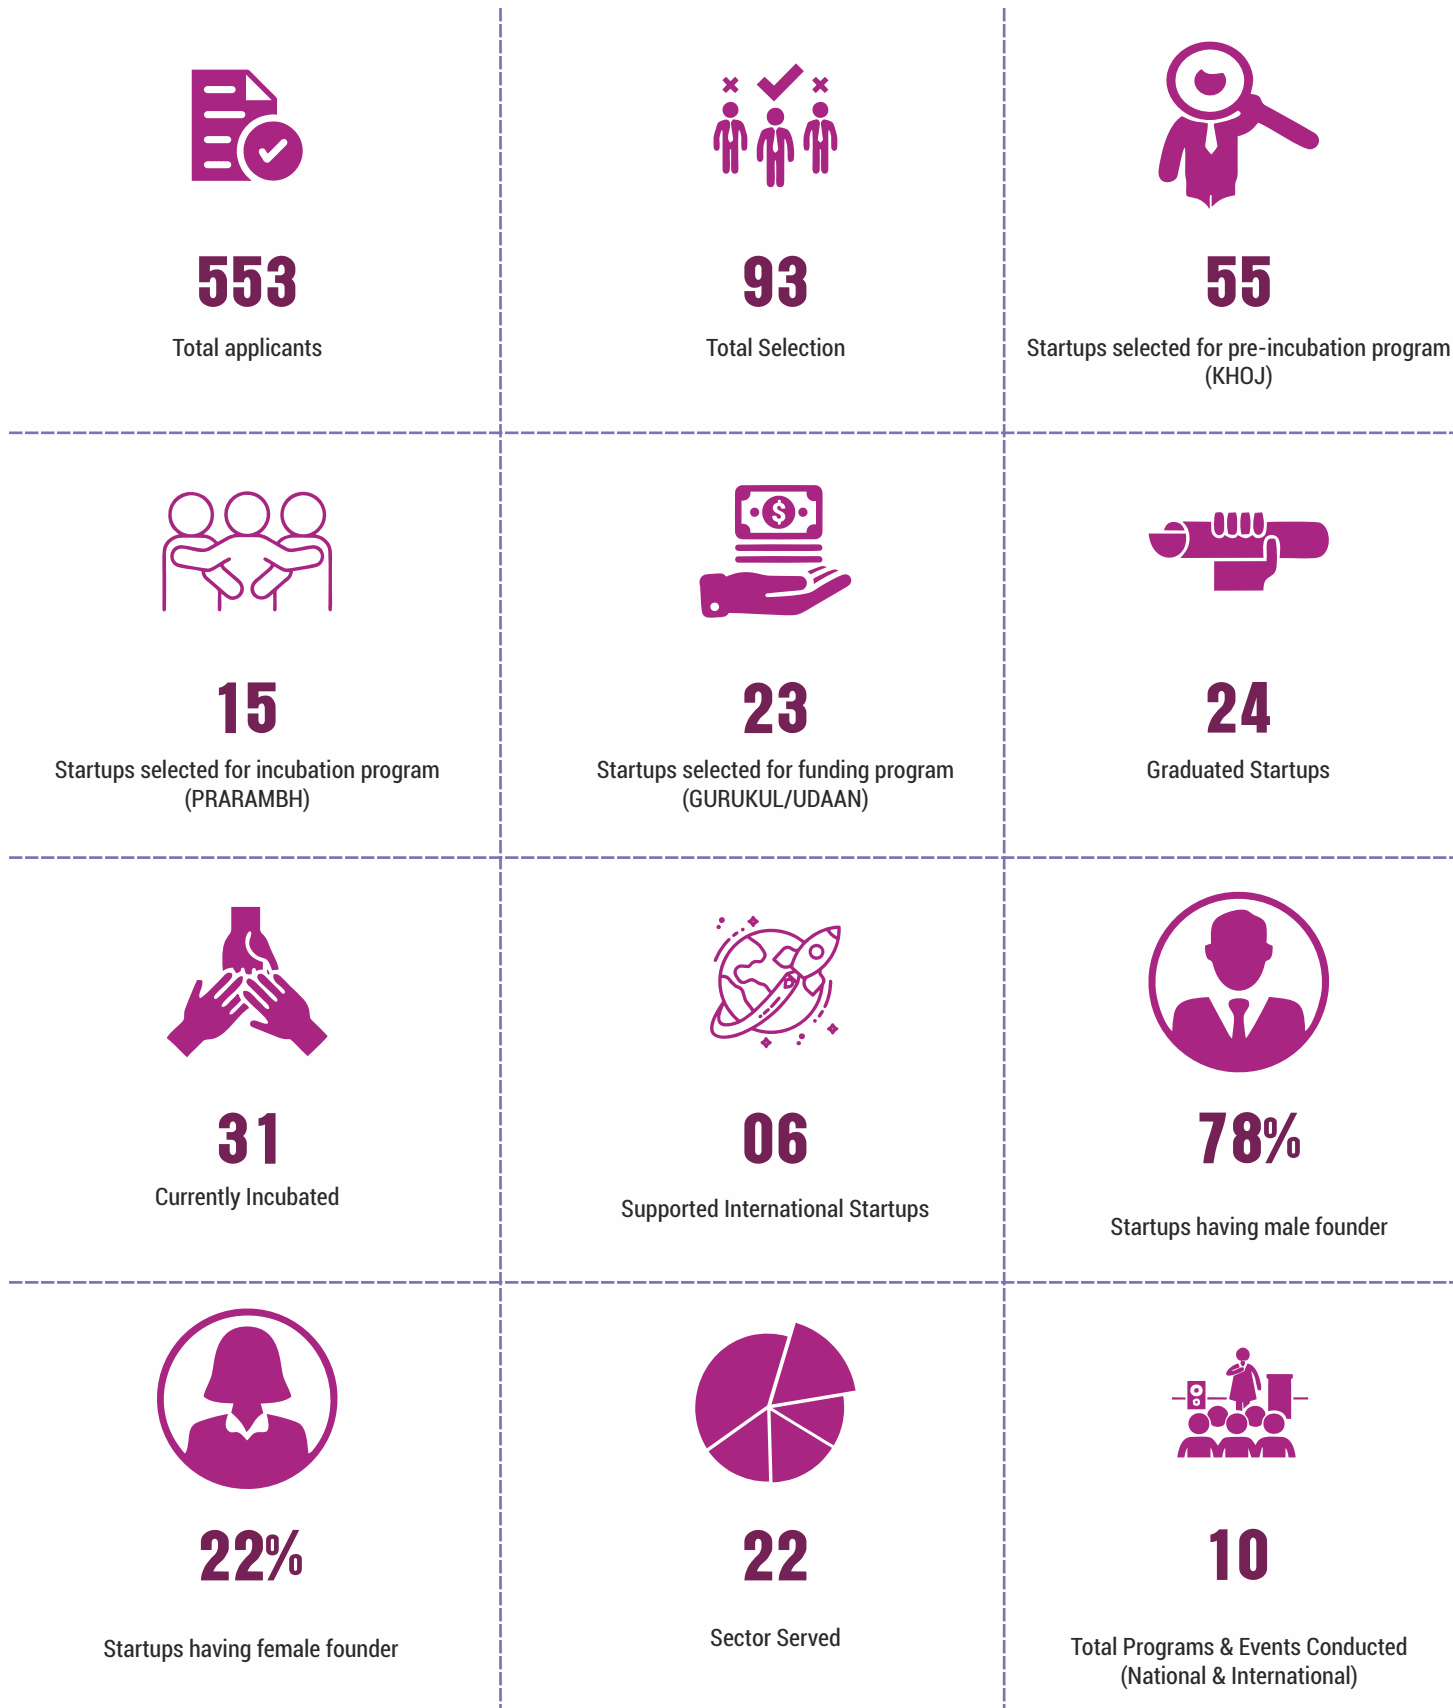 553
Total applicants
93
Total Selection
55
Startups selected for pre-incubation program
(KHOJ)
15
Startups selected for incubation program
(PRARAMBH)
23
Startups selected for funding program
(GURUKUL/UDAAN)
24
Graduated Startups
31
Currently Incubated
06
Supported International Startups
78%
Startups having male founder
22%
Startups having female founder
22
Sector Served
10
Total Programs & Events Conducted
(National & International)